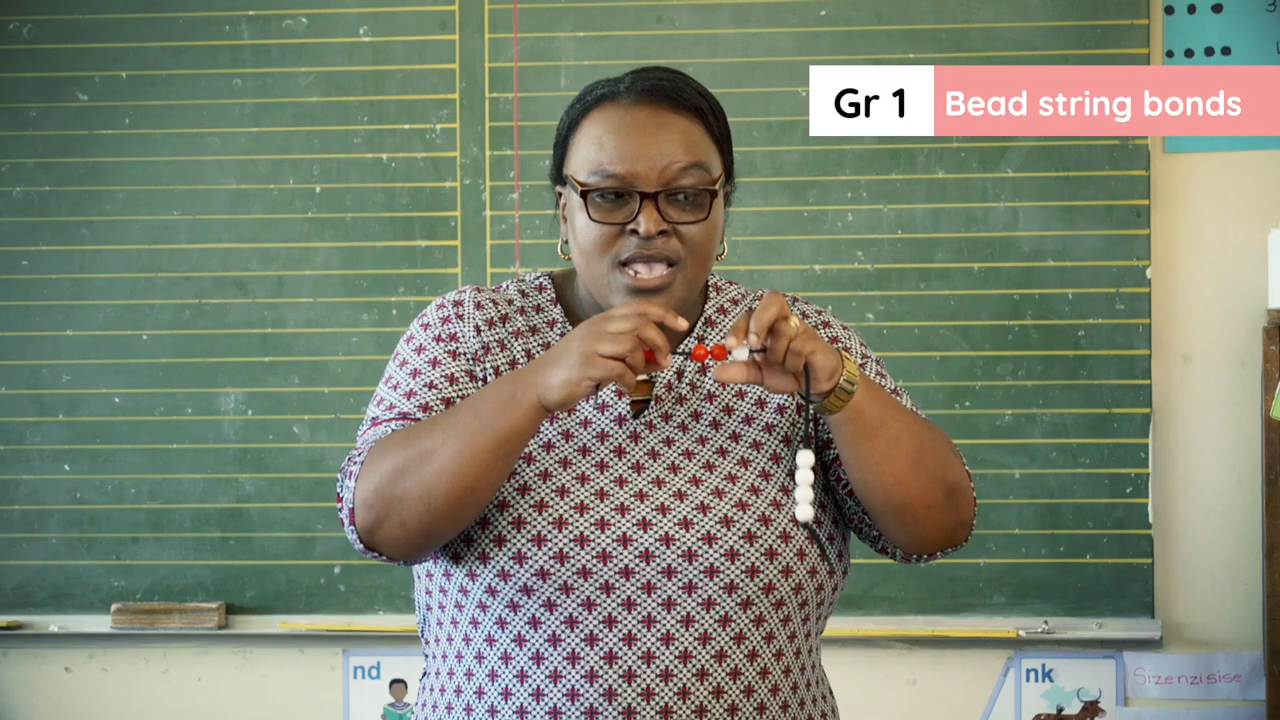 Gr 1 Bead string bonds
nd
nk
Sizenzisise